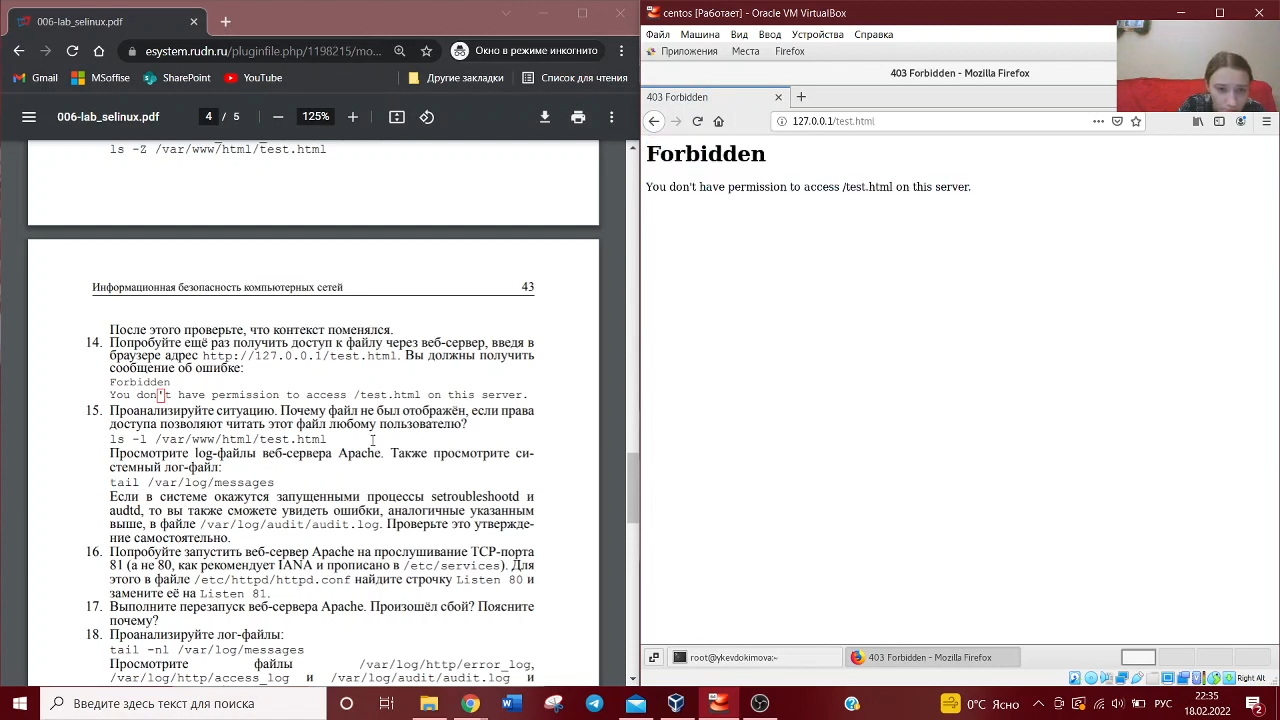 006-lab_selinux.pdf
esystem.rudn.ru/pluginfile.php/1198215/mo...
Окно в режиме инкогнито
Gmail
MSoffise
SharePoint
YouTube
Другие закладки
Список для чтения
006-lab_selinux.pdf
4 / 5
125%
ls -Z /var/www/html/test.html
Информационная безопасность компьютерных сетей 43
После этого проверьте, что контекст поменялся.
14. Попробуйте ещё раз получить доступ к файлу через веб-сервер, введя в
браузере адрес http://127.0.0.1/test.html. Вы должны получить
сообщение об ошибке:
Forbidden
You don't have permission to access /test.html on this server.
15. Проанализируйте ситуацию. Почему файл не был отображён, если права
доступа позволяют читать этот файл любому пользователю?
ls -l /var/www/html/test.html
Просмотрите log-файлы веб-сервера Apache. Также просмотрите си-
стемный лог-файл:
tail /var/log/messages
Если в системе окажутся запущенными процессы setroubleshootd и
audtd, то вы также сможете увидеть ошибки, аналогичные указанным
выше, в файле /var/log/audit/audit.log. Проверьте это утвержде-
ние самостоятельно.
16. Попробуйте запустить веб-сервер Apache на прослушивание TCP-порта
81 (а не 80, как рекомендует IANA и прописано в /etc/services). Для
этого в файле /etc/httpd/httpd.conf найдите строчку Listen 80 и
замените её на Listen 81.
17. Выполните перезапуск веб-сервера Apache. Произошёл сбой? Поясните
почему?
18. Проанализируйте лог-файлы:
tail -nl /var/log/messages
Просмотрите файлы /var/log/http/error_log,
/var/log/http/access_log и /var/log/audit/audit.log и
centos [Работает] - Oracle VM VirtualBox
Файл Машина Вид Ввод Устройства Справка
Приложения Места Firefox
403 Forbidden - Mozilla Firefox
403 Forbidden
127.0.0.1/test.html
Forbidden
You don't have permission to access /test.html on this server.
root@ykevdokimova:~
403 Forbidden - Mozilla Firefox
Right Alt
Введите здесь текст для поиска
0°C Ясно
РУС
22:35
18.02.2022
2